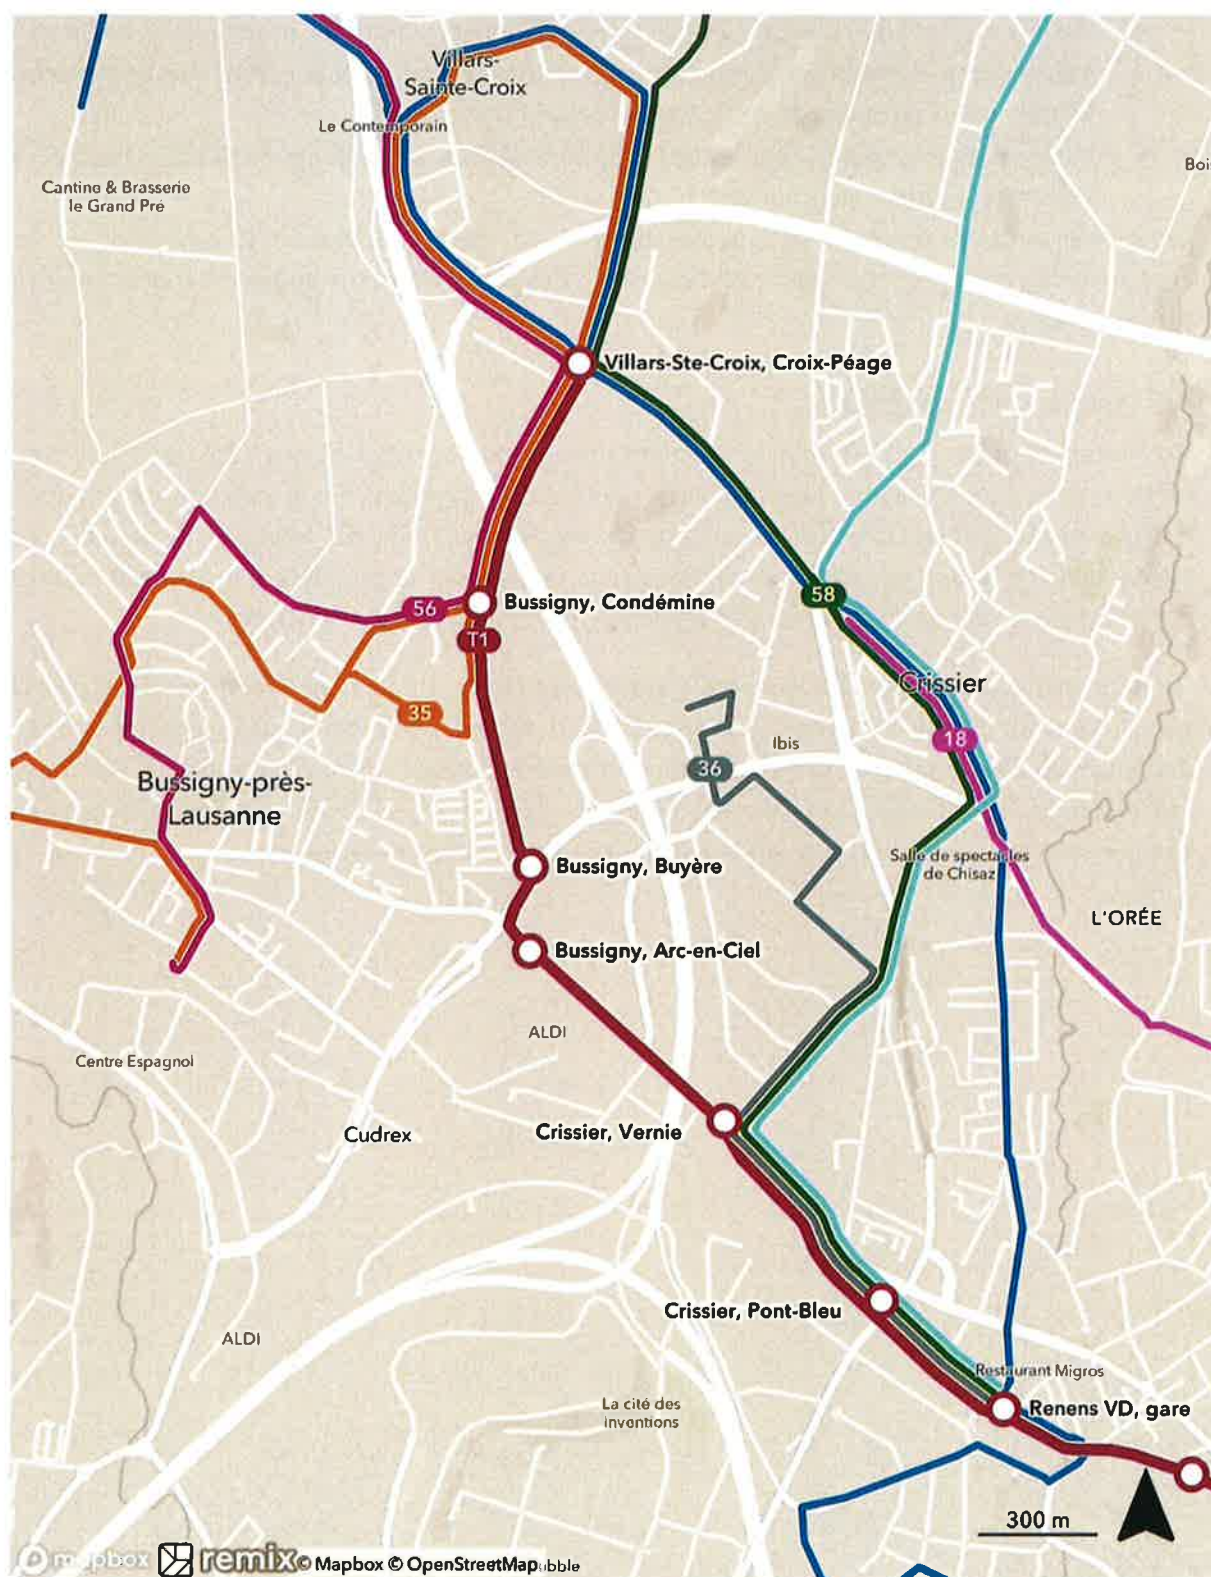 Villars-
Sainte-Croix
Le Contemporain
Bois
Cantine & Brasserie
le Grand Pré
Villars-Ste-Croix, Croix-Péage
58
56
Bussigny, Condémine
T1
Crissier
35
18
Ibis
36
Bussigny-près-
Lausanne
Bussigny, Buyère
Salle de spectacles
de Chisaz
L'ORÉE
Bussigny, Arc-en-Ciel
ALDI
Centre Espagnol
Crissier, Vernie
Cudrex
Crissier, Pont-Bleu
ALDI
Restaurant Migros
La cité des
inventions
Renens VD, gare
300 m
mapbox
remix
© Mapbox © OpenStreetMap